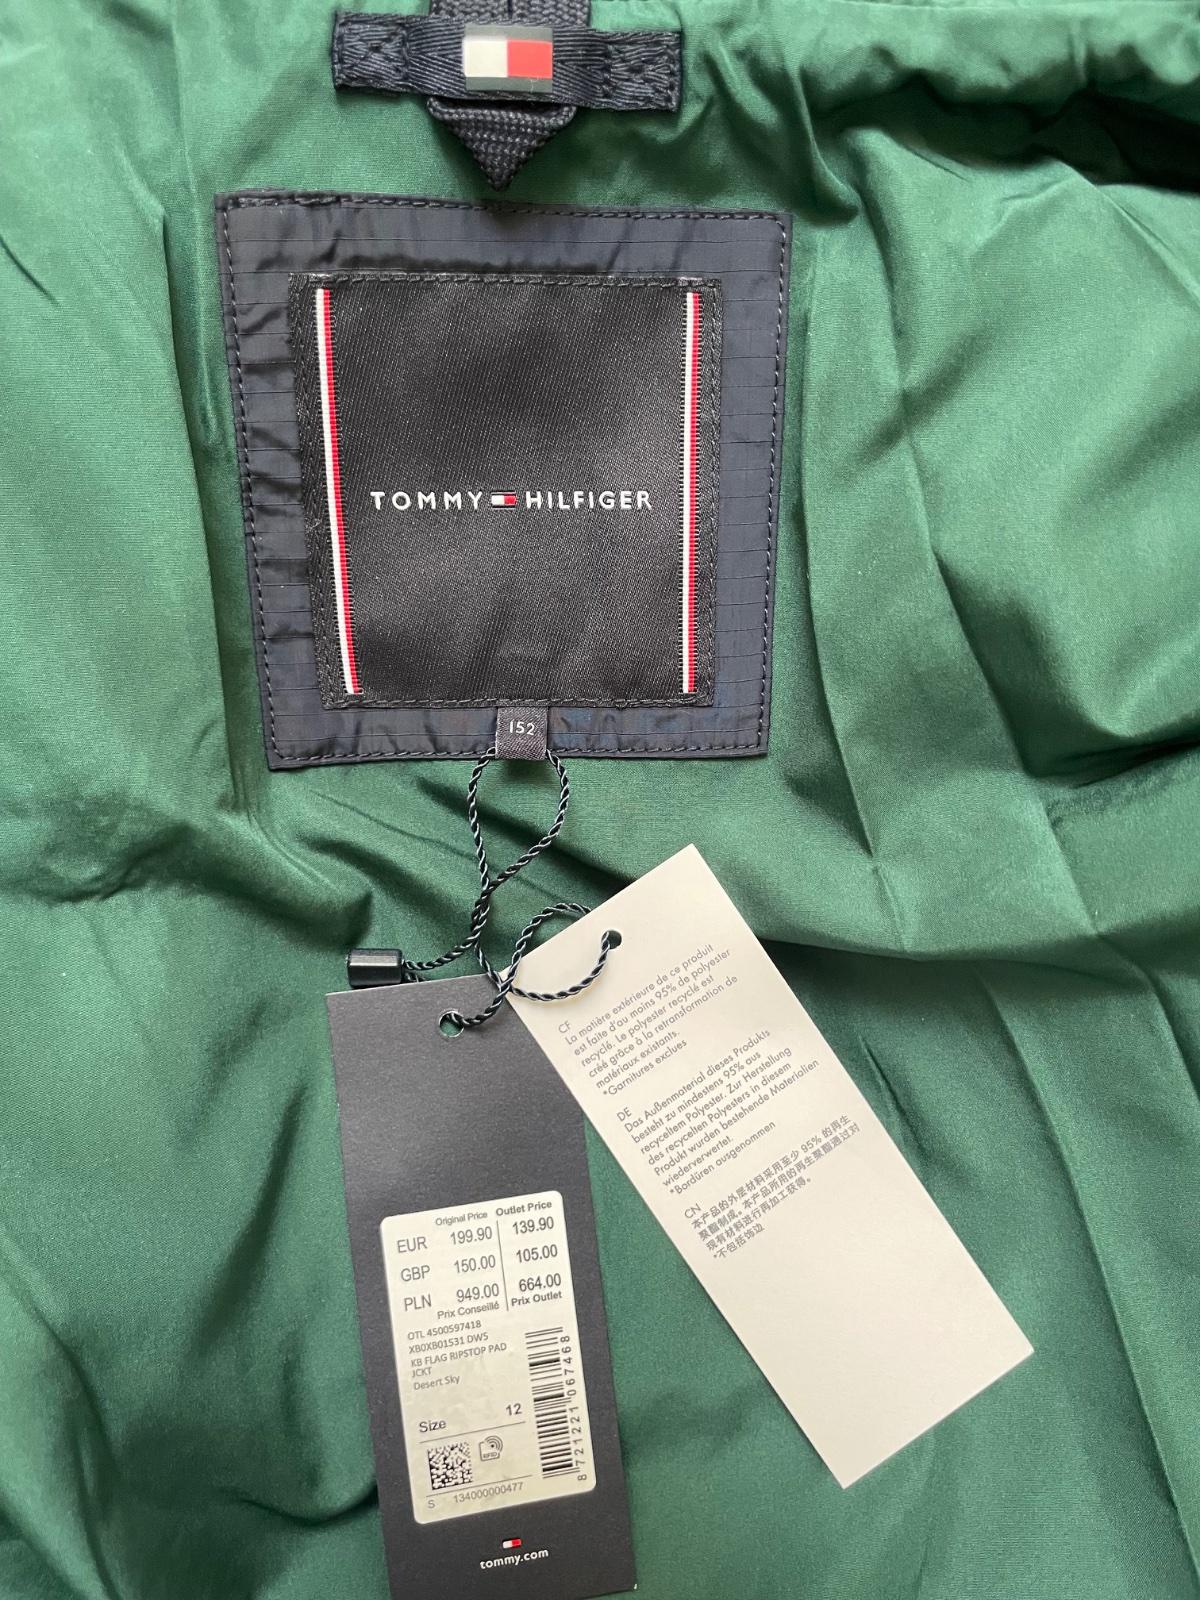 TOMMY HILFIGER
152
CF
La matière extérieure de ce produit
est faite d'au moins 95% de polyester
recyclé. Le polyester recyclé est
créé grâce à la retransformation de
matériaux existants.
*Garnitures exclues
DE
Das Außenmaterial dieses Produkts
besteht zu mindestens 95% aus
recyceltem Polyester. Zur Herstellung
des recycelten Polyesters in diesem
Produkt wurden bestehende Materialien
wiederverwertet.
*Bordüren ausgenommen
CN
本产品的外层材料采用至少 95% 的再生
聚酯制成。本产品所用的再生聚酯通过对
现有材料进行再加工获得。
*不包括饰边
Original Price Outlet Price
EUR 199.90 139.90
GBP 150.00 105.00
PLN 949.00 664.00
Prix Conseillé Prix Outlet
OTL 4500597418
XB0XB01531 DW5
KB FLAG RIPSTOP PAD
JCKT
Desert Sky
Size 12
RFID
S 134000000477
8 721221 067468
tommy.com